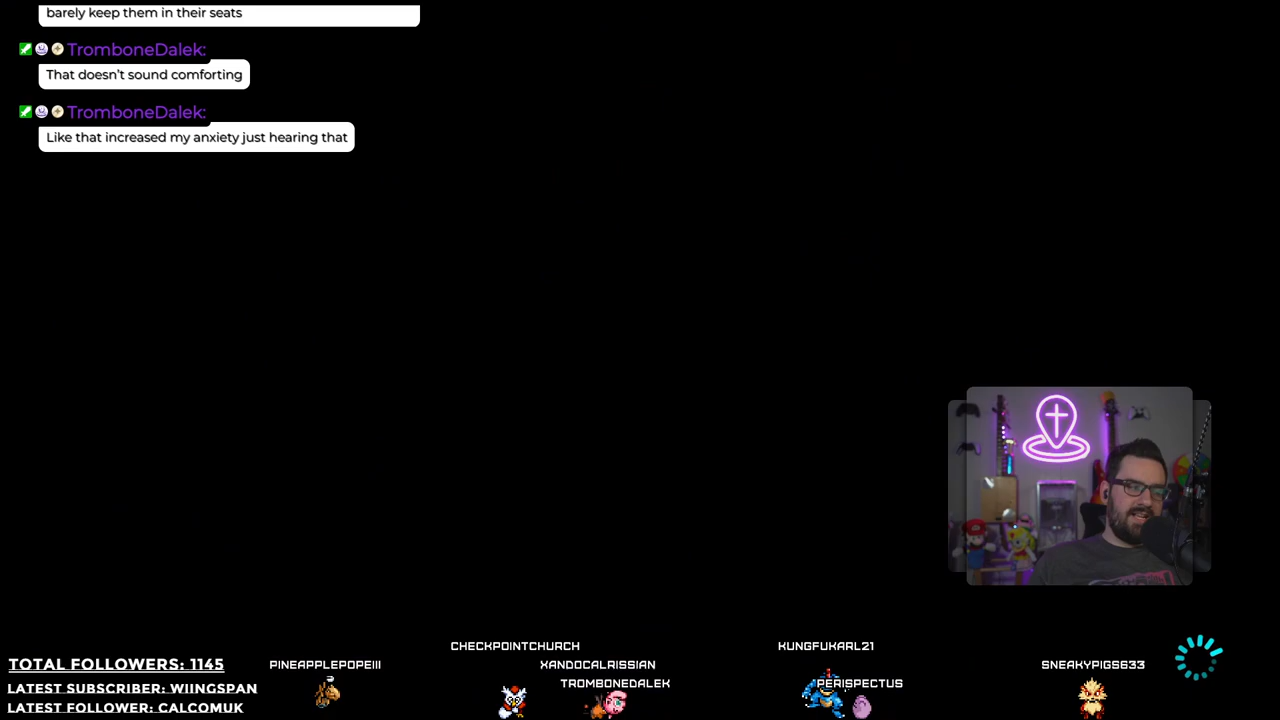 barely keep them in their seats
TromboneDalek:
That doesn't sound comforting
TromboneDalek:
Like that increased my anxiety just hearing that
CHECKPOINTCHURCH
KUNGFUKARL21
TOTAL FOLLOWERS: 1145
PINEAPPLEPOPEIII
XANDOCALRISSIAN
SNEAKYPIGS633
TROMBONEDALEK
PERISPECTUS
LATEST SUBSCRIBER: WIINGSPAN
LATEST FOLLOWER: CALCOMUK